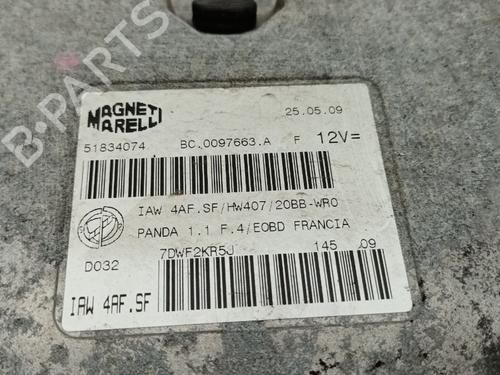 B-PARTS
MAGNETI
MARELLI
25.05.09
51834074 BC.0097663.A F 12V=
IAW 4AF.SF/HW407/20BB-WR0
PANDA 1.1 F.4/EOBD FRANCIA
D032 7DWF2KR5J 145 09
IAW 4AF.SF